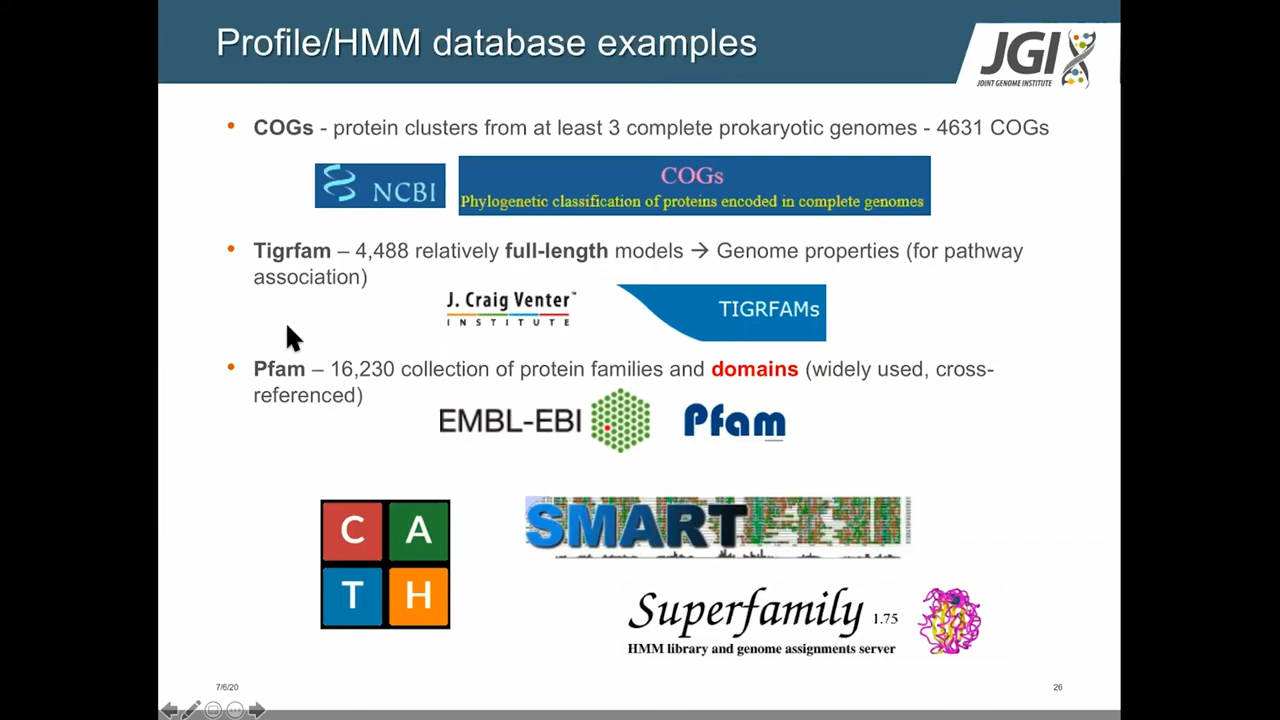 Profile/HMM database examples
JGI
JOINT GENOME INSTITUTE
• COGs - protein clusters from at least 3 complete prokaryotic genomes - 4631 COGs
NCBI
COGs
Phylogenetic classification of proteins encoded in complete genomes
• Tigrfam – 4,488 relatively full-length models → Genome properties (for pathway
association)
J. Craig Venter™
INSTITUTE
TIGRFAMs
• Pfam – 16,230 collection of protein families and domains (widely used, cross-
referenced)
EMBL-EBI
Pfam
C A
T H
SMART
Superfamily 1.75
HMM library and genome assignments server
7/6/20
26